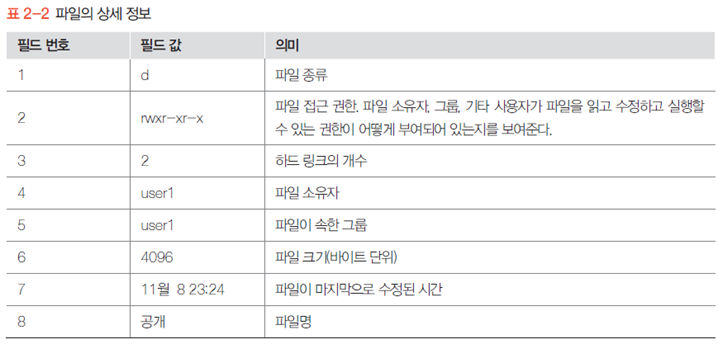 표 2-2 파일의 상세 정보
필드 번호 필드 값 의미
1 d 파일 종류
2 rwxr-xr-x 파일 접근 권한. 파일 소유자, 그룹, 기타 사용자가 파일을 읽고 수정하고 실행할
수 있는 권한이 어떻게 부여되어 있는지를 보여준다.
3 2 하드 링크의 개수
4 user1 파일 소유자
5 user1 파일이 속한 그룹
6 4096 파일 크기(바이트 단위)
7 11월 8 23:24 파일이 마지막으로 수정된 시간
8 공개 파일명